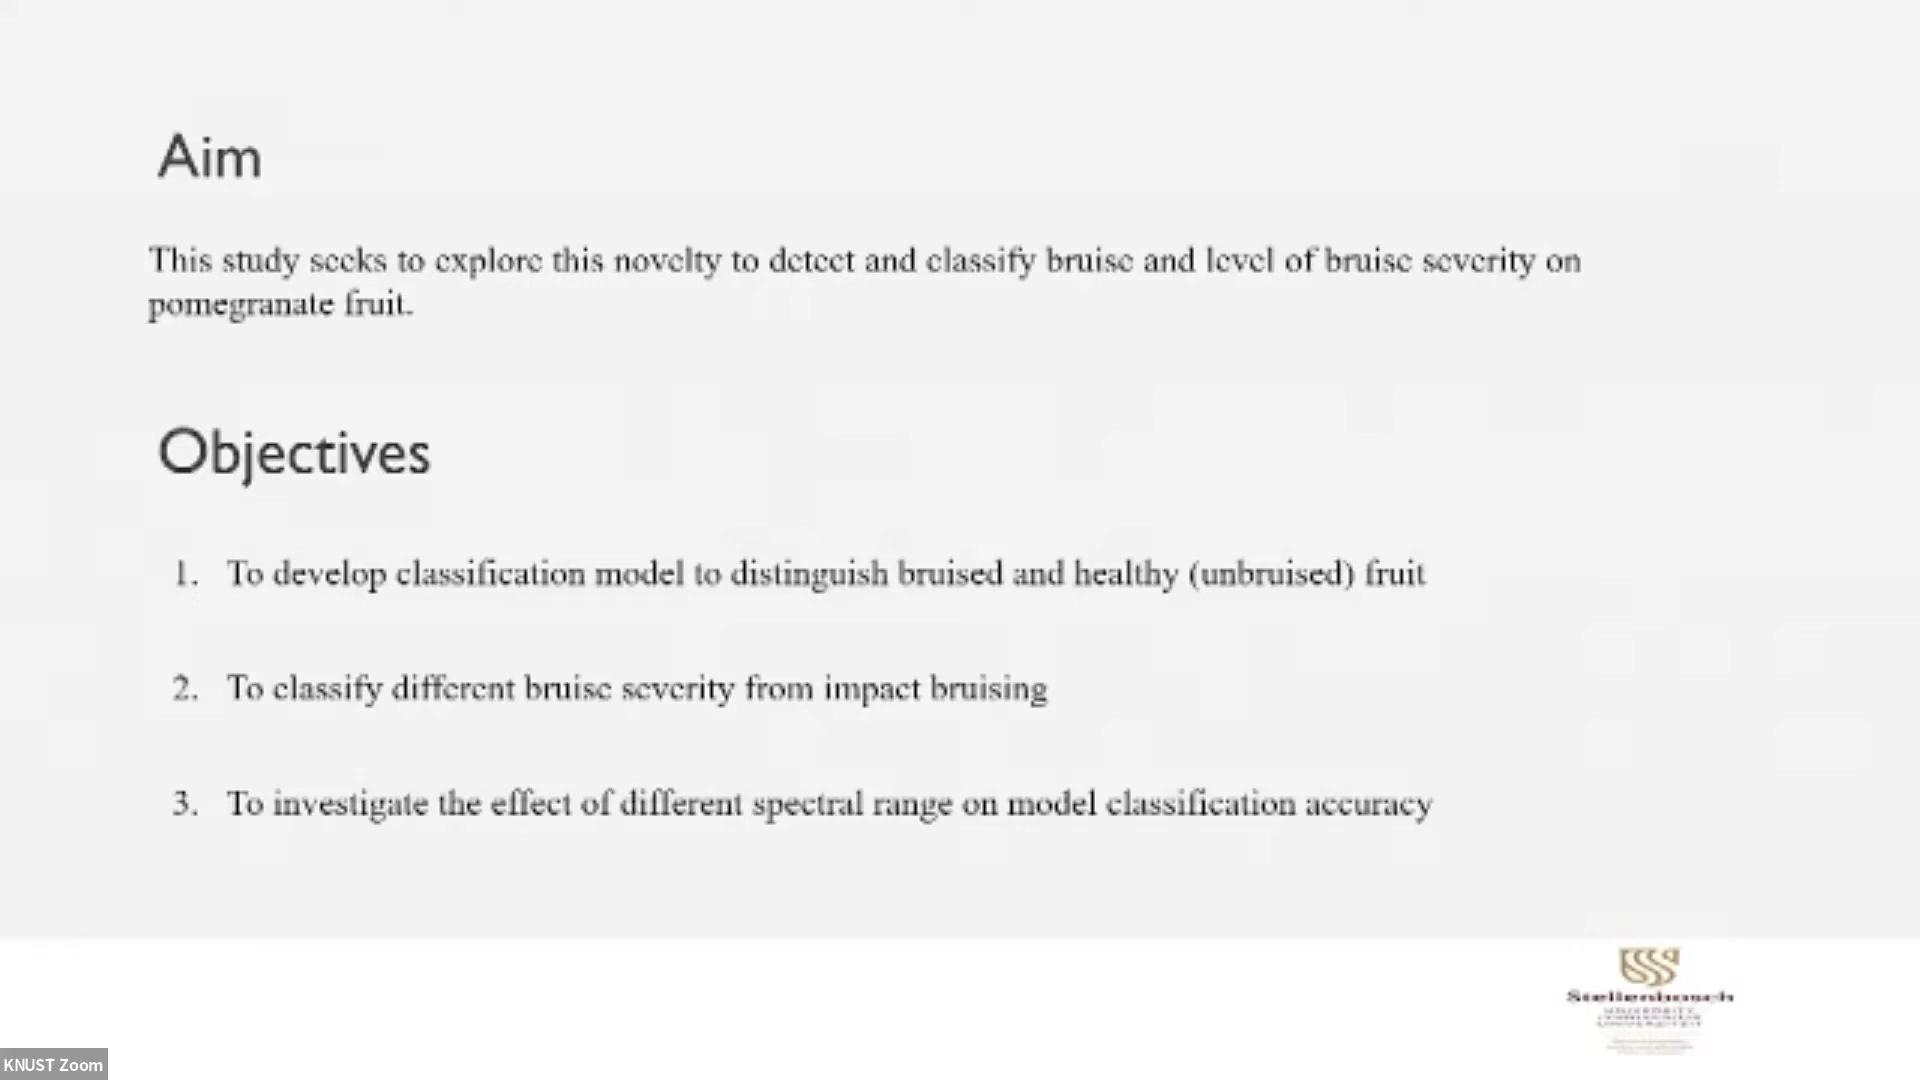 Aim
This study seeks to explore this novelty to detect and classify bruise and level of bruise severity on
pomegranate fruit.
Objectives
1. To develop classification model to distinguish bruised and healthy (unbruised) fruit
2. To classify different bruise severity from impact bruising
3. To investigate the effect of different spectral range on model classification accuracy
Stellenbosch
UNIVERSITY
KNUST Zoom